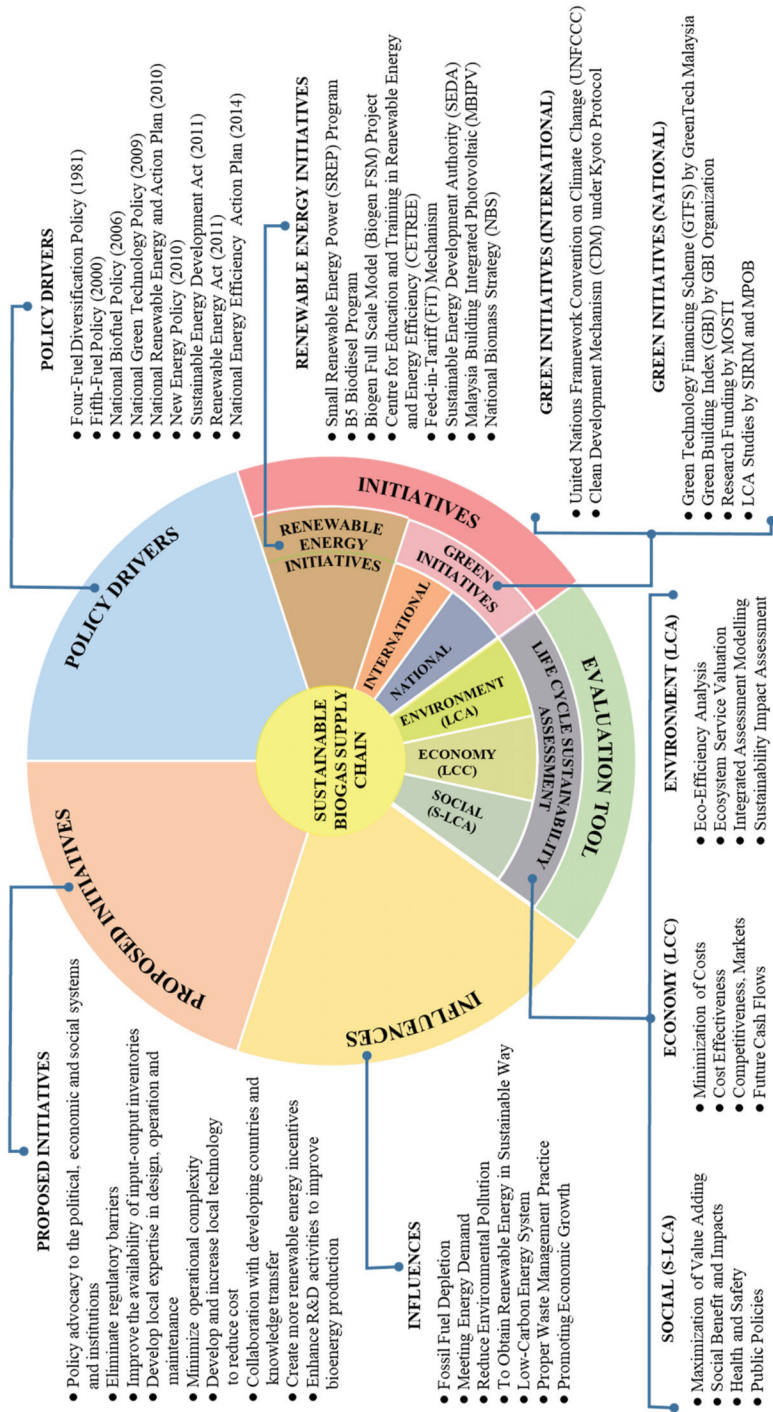 PROPOSED INITIATIVES
● Policy advocacy to the political, economic and social systems
and institutions
● Eliminate regulatory barriers
● Improve the availability of input-output inventories
● Develop local expertise in design, operation and
maintenance
● Minimize operational complexity
● Develop and increase local technology
to reduce cost
● Collaboration with developing countries and
knowledge transfer
● Create more renewable energy incentives
● Enhance R&D activities to improve
bioenergy production
INFLUENCES
● Fossil Fuel Depletion
● Meeting Energy Demand
● Reduce Environmental Pollution
● To Obtain Renewable Energy in Sustainable Way
● Low-Carbon Energy System
● Proper Waste Management Practice
● Promoting Economic Growth
PROPOSED INITIATIVES
POLICY DRIVERS
INFLUENCES
SUSTAINABLE
BIOGAS SUPPLY
CHAIN
RENEWABLE
ENERGY
INITIATIVES
INITIATIVES
INTERNATIONAL
NATIONAL
GREEN
INITIATIVES
ENVIRONMENT
(LCA)
ECONOMY
(LCC)
SOCIAL
(S-LCA)
LIFE CYCLE SUSTAINABILITY
ASSESSMENT
EVALUATION TOOL
POLICY DRIVERS
● Four-Fuel Diversification Policy (1981)
● Fifth-Fuel Policy (2000)
● National Biofuel Policy (2006)
● National Green Technology Policy (2009)
● National Renewable Energy and Action Plan (2010)
● New Energy Policy (2010)
● Sustainable Energy Development Act (2011)
● Renewable Energy Act (2011)
● National Energy Efficiency Action Plan (2014)
RENEWABLE ENERGY INITIATIVES
● Small Renewable Energy Power (SREP) Program
● B5 Biodiesel Program
● Biogen Full Scale Model (Biogen FSM) Project
● Centre for Education and Training in Renewable Energy
and Energy Efficiency (CETREE)
● Feed-in-Tariff (FiT) Mechanism
● Sustainable Energy Development Authority (SEDA)
● Malaysia Building Integrated Photovoltaic (MBIPV)
● National Biomass Strategy (NBS)
GREEN INITIATIVES (INTERNATIONAL)
● United Nations Framework Convention on Climate Change (UNFCCC)
● Clean Development Mechanism (CDM) under Kyoto Protocol
GREEN INITIATIVES (NATIONAL)
● Green Technology Financing Scheme (GTFS) by GreenTech Malaysia
● Green Building Index (GBI) by GBI Organization
● Research Funding by MOSTI
● LCA Studies by SIRIM and MPOB
SOCIAL (S-LCA)
● Maximization of Value Adding
● Social Benefit and Impacts
● Health and Safety
● Public Policies
ECONOMY (LCC)
● Minimization of Costs
● Cost Effectiveness
● Competitiveness, Markets
● Future Cash Flows
ENVIRONMENT (LCA)
● Eco-Efficiency Analysis
● Ecosystem Service Valuation
● Integrated Assessment Modelling
● Sustainability Impact Assessment